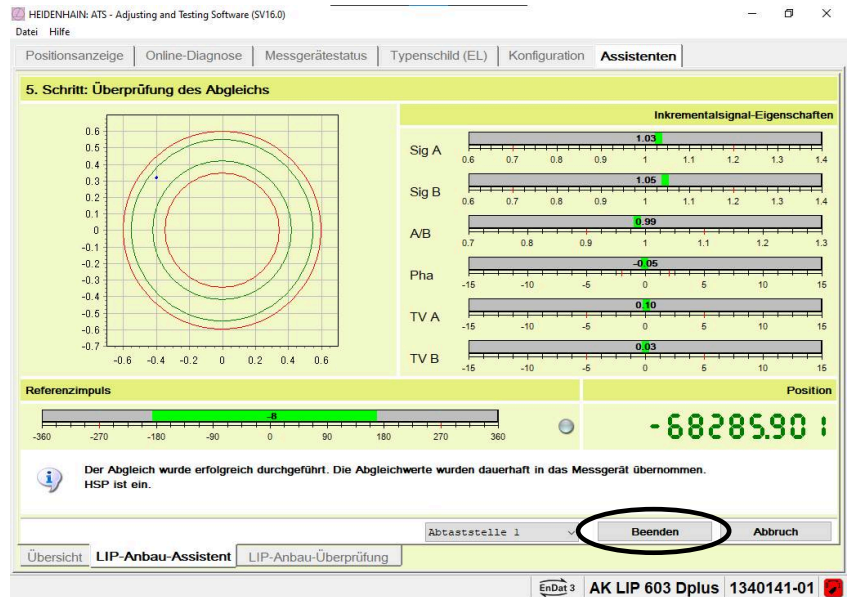 HEIDENHAIN: ATS - Adjusting and Testing Software (SV16.0)
Datei Hilfe
Positionsanzeige Online-Diagnose Messgerätestatus Typenschild (EL) Konfiguration Assistenten
5. Schritt: Überprüfung des Abgleichs
Inkrementalsignal-Eigenschaften
0.6
0.5
0.4
0.3
0.2
0.1
0
-0.1
-0.2
-0.3
-0.4
-0.5
-0.6
-0.7
-0.6 -0.4 -0.2 0 0.2 0.4 0.6
Sig A
1.03
0.6 0.7 0.8 0.9 1 1.1 1.2 1.3 1.4
Sig B
1.05
0.6 0.7 0.8 0.9 1 1.1 1.2 1.3 1.4
A/B
0.99
0.7 0.8 0.9 1 1.1 1.2 1.3
Pha
-0.05
-15 -10 -5 0 5 10 15
TV A
0.10
-15 -10 -5 0 5 10 15
TV B
0.03
-15 -10 -5 0 5 10 15
Referenzimpuls
Position
-8
-360 -270 -180 -90 0 90 180 270 360
-68285.901
Der Abgleich wurde erfolgreich durchgeführt. Die Abgleichwerte wurden dauerhaft in das Messgerät übernommen.
HSP ist ein.
Abtaststelle 1 Beenden Abbruch
Übersicht LIP-Anbau-Assistent LIP-Anbau-Überprüfung
EnDat 3 AK LIP 603 Dplus 1340141-01